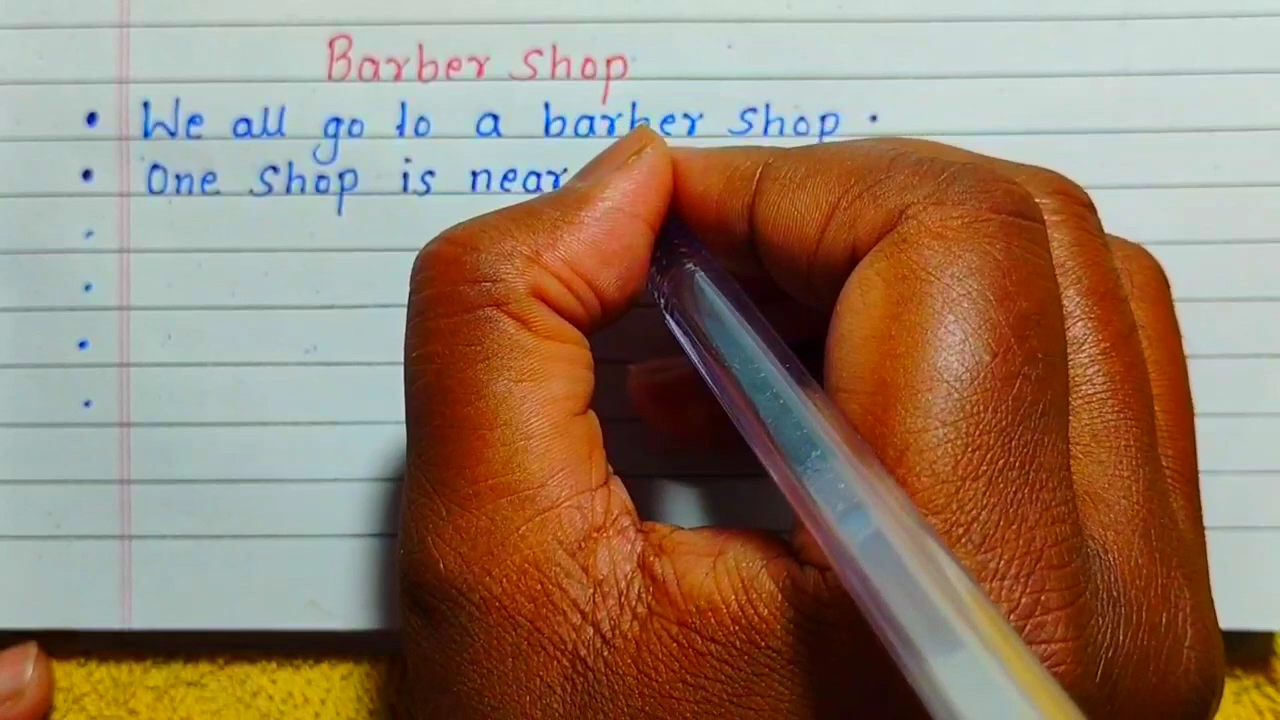 Barber shop
• We all go to a barber shop.
• One shop is near
•
•
•
•